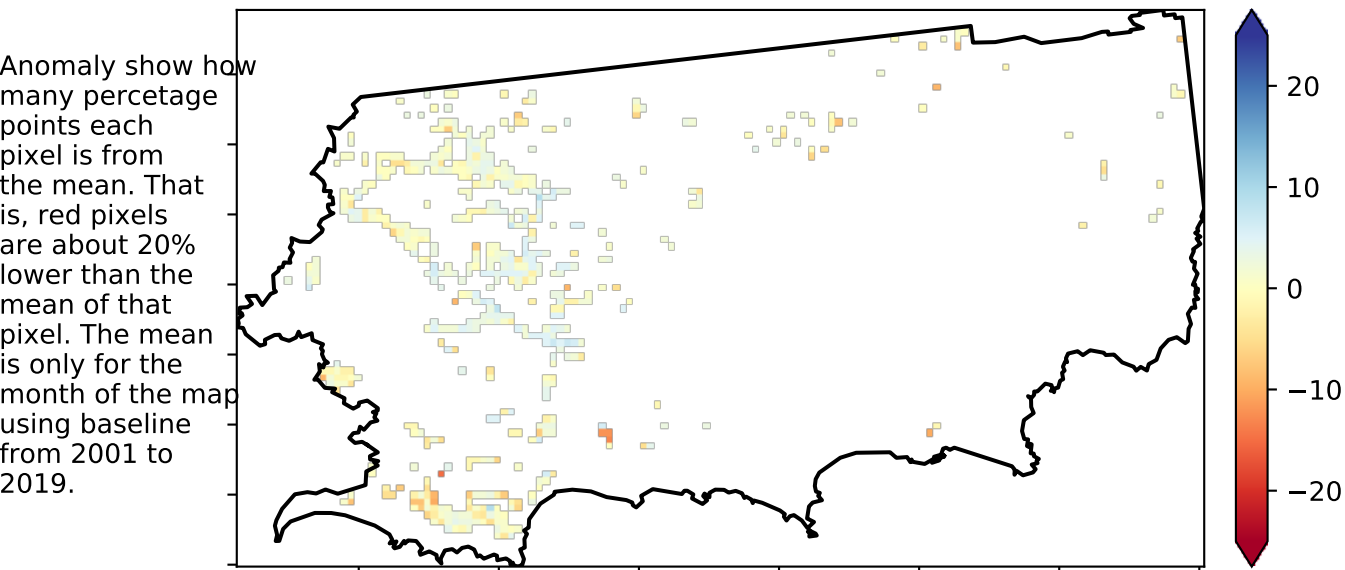 Anomaly show how
many percetage
points each
pixel is from
the mean. That
is, red pixels
are about 20%
lower than the
mean of that
pixel. The mean
is only for the
month of the map
using baseline
from 2001 to
2019.
20
10
0
−10
−20